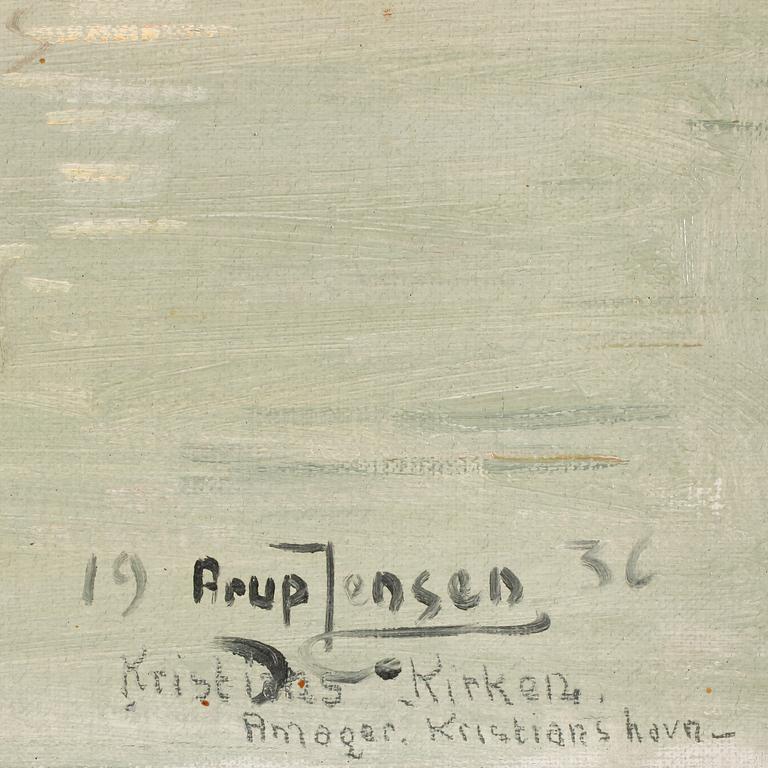 19 Arup Jensen 36
Kristians Kirken.
Amager. Kristianshavn-